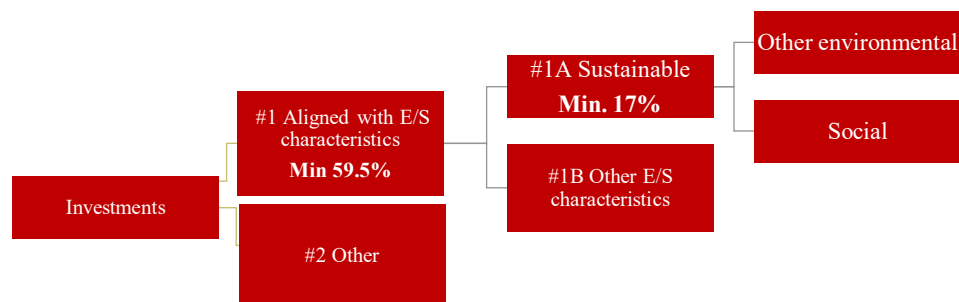 Investments
#1 Aligned with E/S
characteristics
Min 59.5%
#2 Other
#1A Sustainable
Min. 17%
#1B Other E/S
characteristics
Other environmental
Social